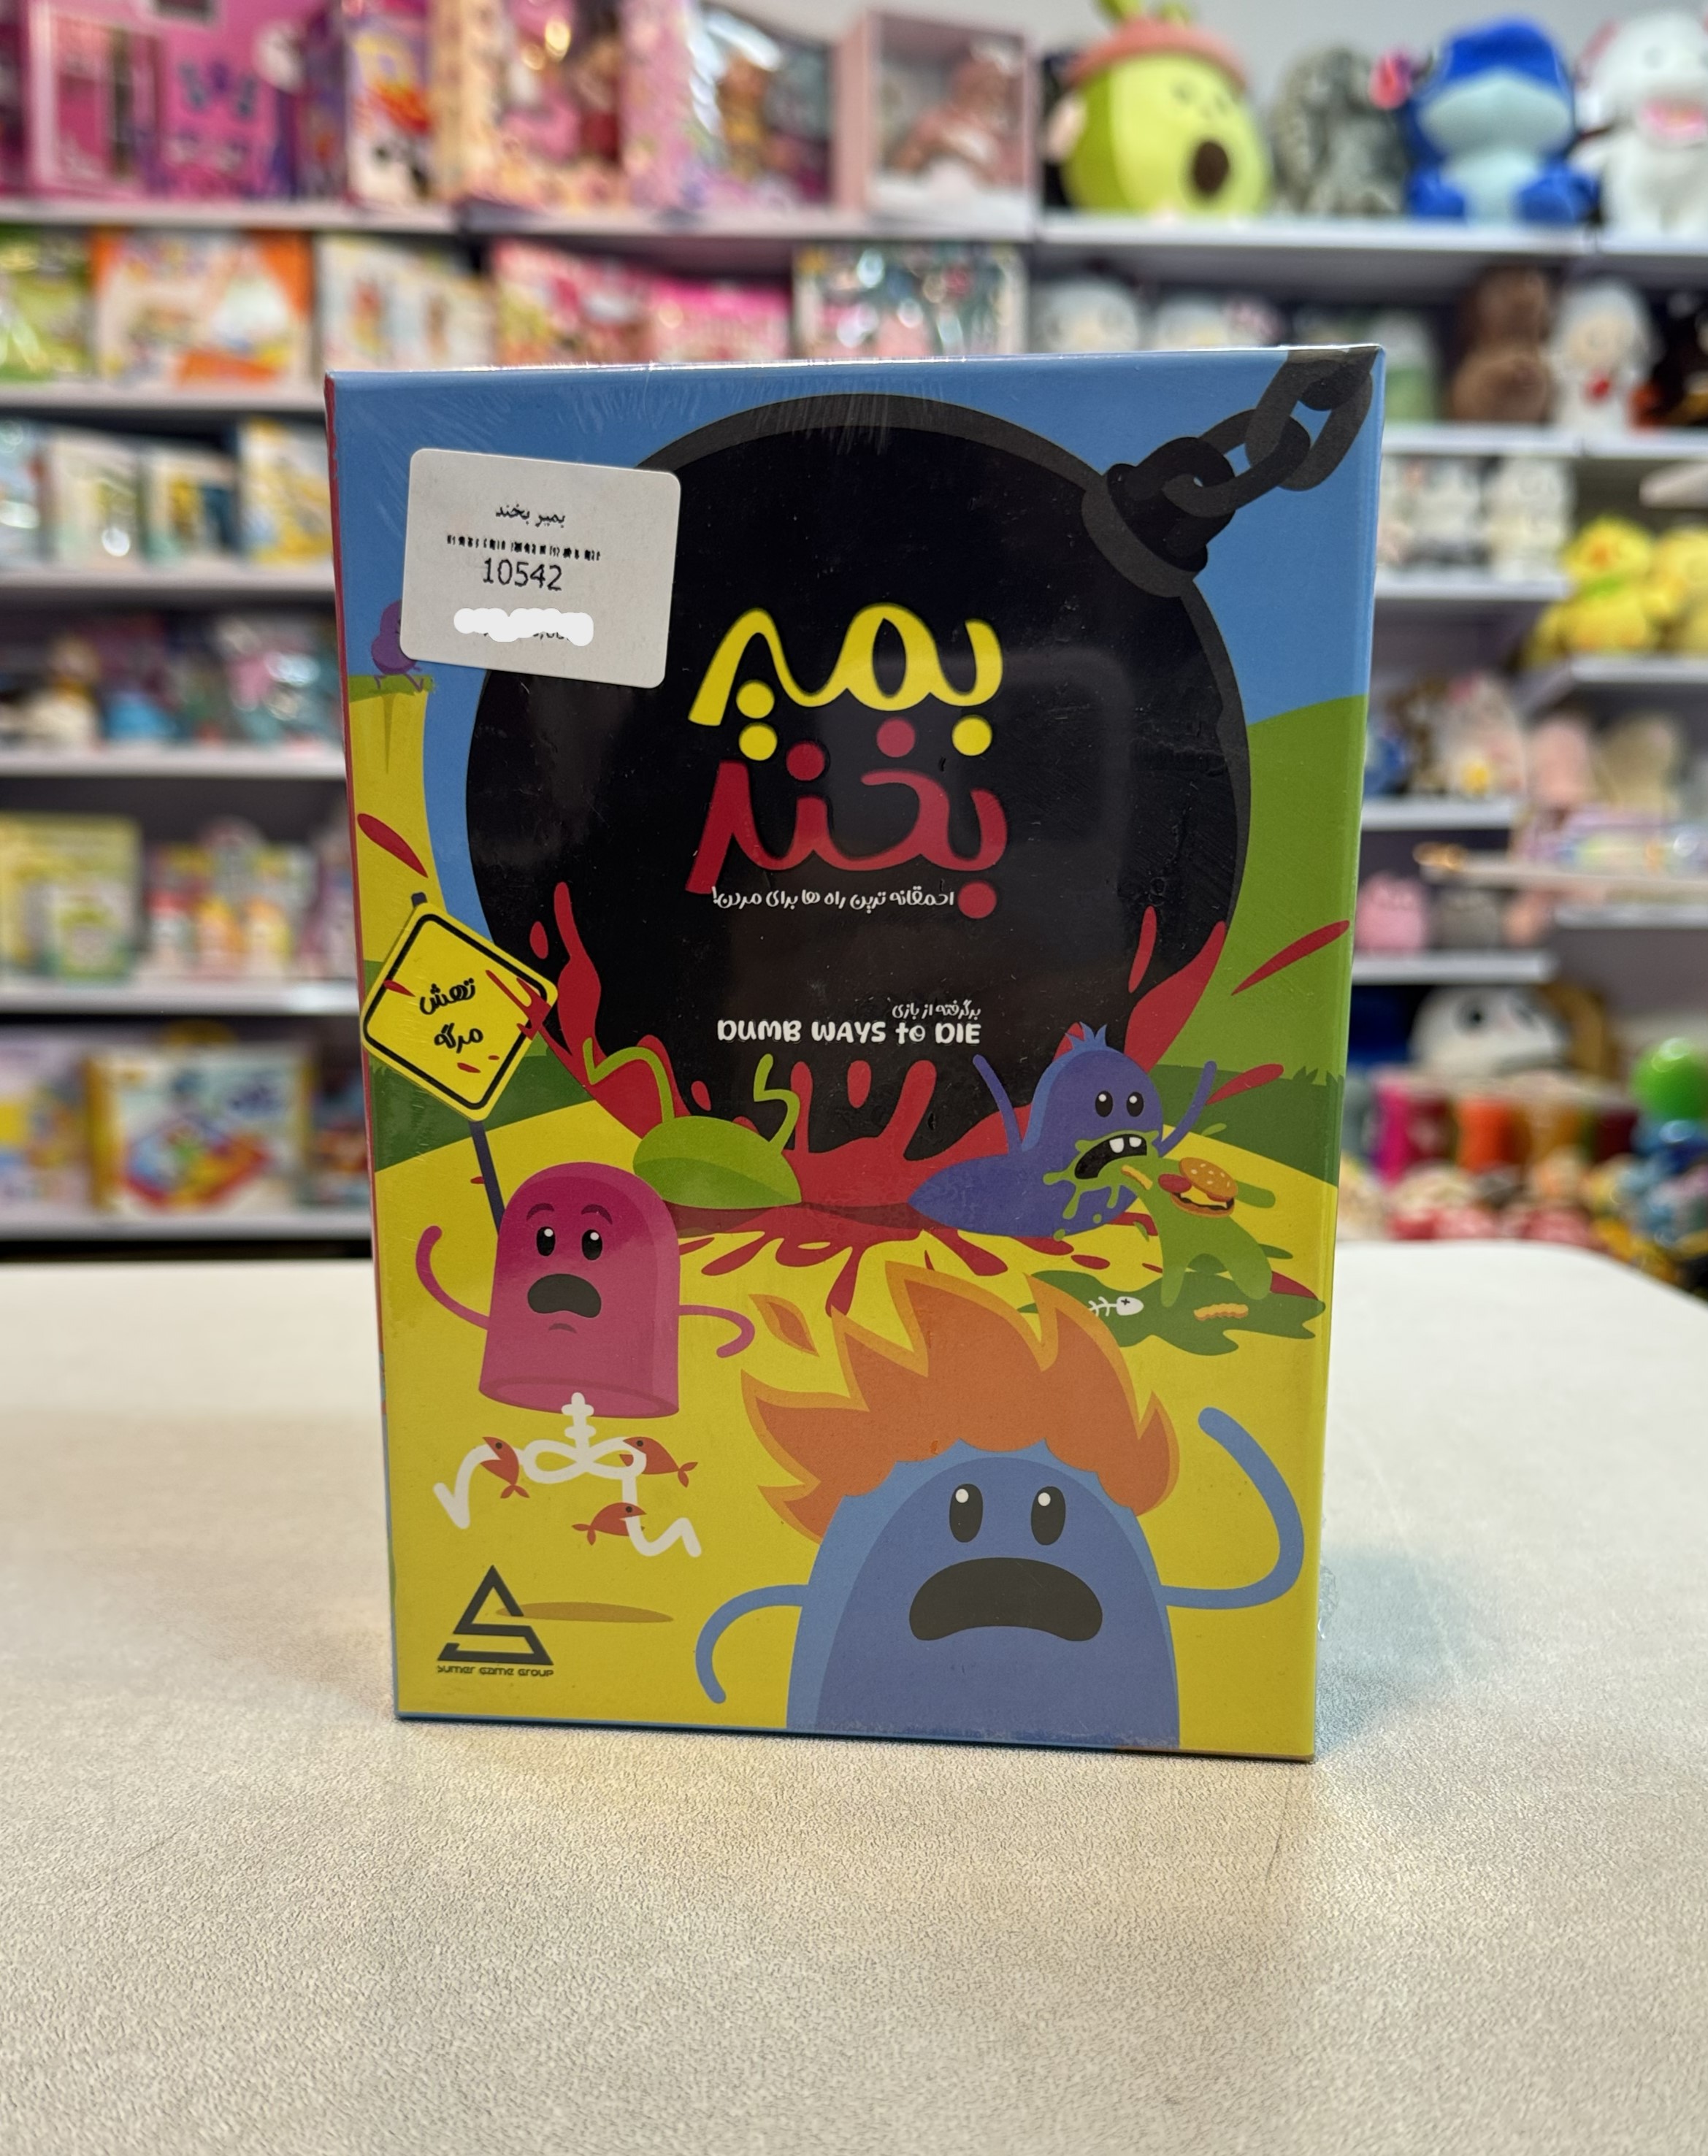 بمیر بخند
10542
بمیر
بخند
احمقانه ترین راه ها برای مردن!
برگرفته از بازی
DUMB WAYS to DIE
تهش
مرگه
SUMER GAME GROUP